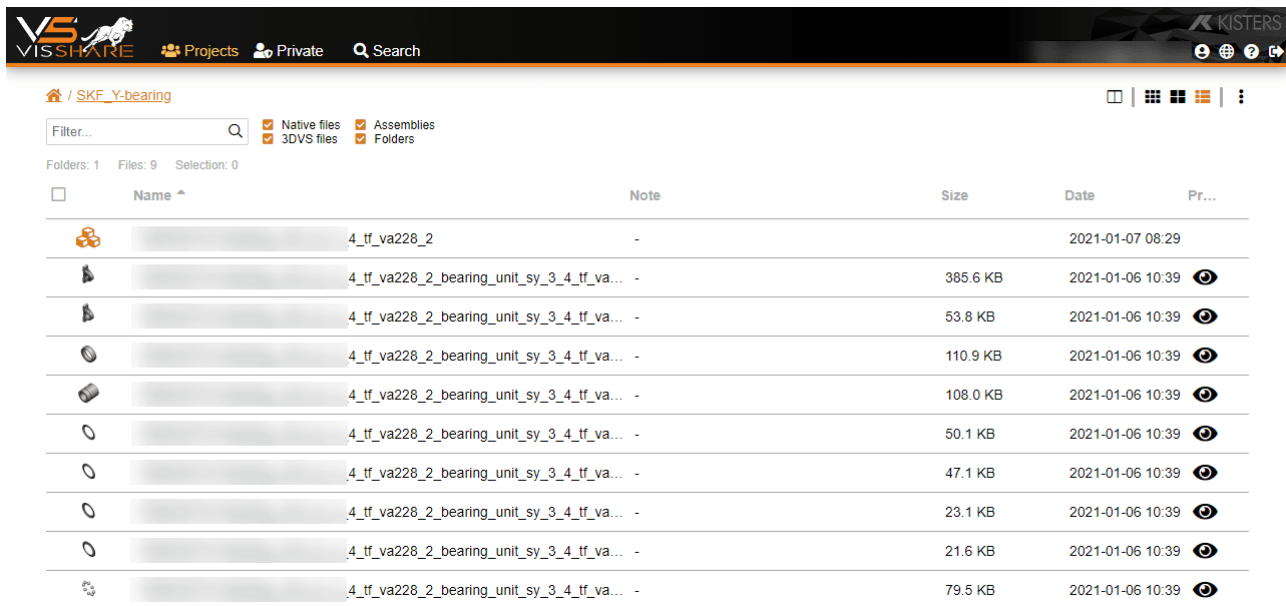 VS
VISSHARE
Projects Private Search
KISTERS
/ SKF_Y-bearing
Filter...
Native files Assemblies
3DVS files Folders
Folders: 1 Files: 9 Selection: 0
Name Note Size Date Pr...
4_tf_va228_2 - 2021-01-07 08:29
4_tf_va228_2_bearing_unit_sy_3_4_tf_va... - 385.6 KB 2021-01-06 10:39
4_tf_va228_2_bearing_unit_sy_3_4_tf_va... - 53.8 KB 2021-01-06 10:39
4_tf_va228_2_bearing_unit_sy_3_4_tf_va... - 110.9 KB 2021-01-06 10:39
4_tf_va228_2_bearing_unit_sy_3_4_tf_va... - 108.0 KB 2021-01-06 10:39
4_tf_va228_2_bearing_unit_sy_3_4_tf_va... - 50.1 KB 2021-01-06 10:39
4_tf_va228_2_bearing_unit_sy_3_4_tf_va... - 47.1 KB 2021-01-06 10:39
4_tf_va228_2_bearing_unit_sy_3_4_tf_va... - 23.1 KB 2021-01-06 10:39
4_tf_va228_2_bearing_unit_sy_3_4_tf_va... - 21.6 KB 2021-01-06 10:39
4_tf_va228_2_bearing_unit_sy_3_4_tf_va... - 79.5 KB 2021-01-06 10:39